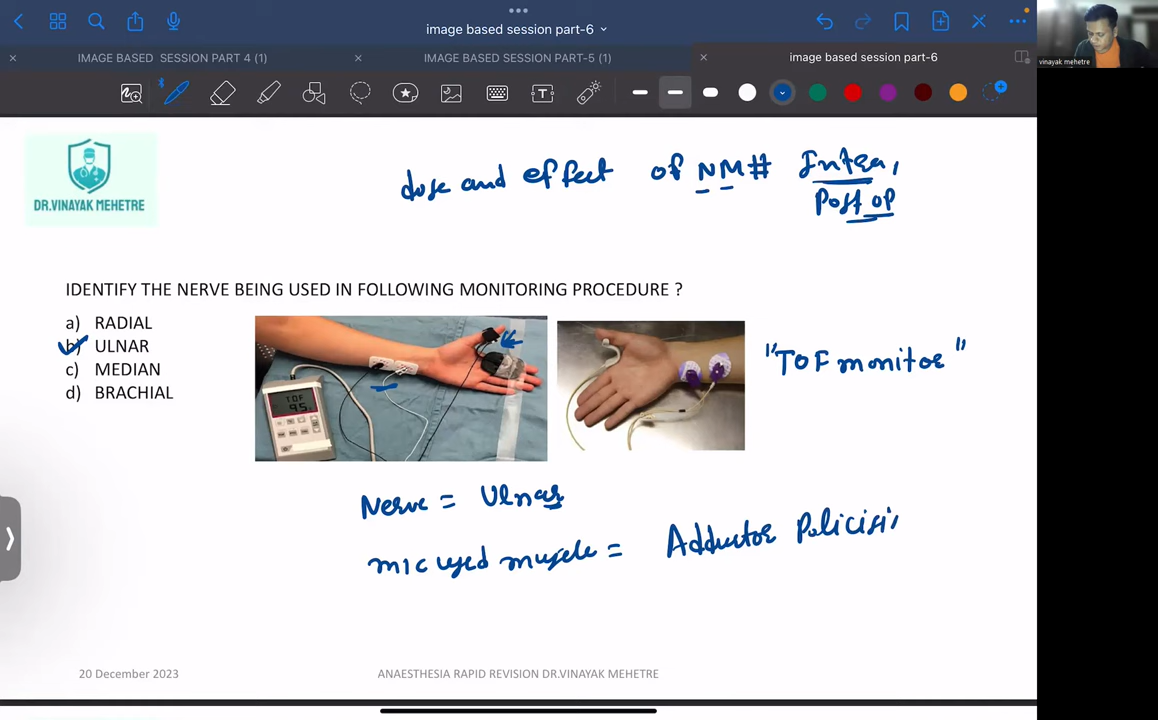 image based session part-6
IMAGE BASED SESSION PART 4 (1)
IMAGE BASED SESSION PART-5 (1)
image based session part-6
vinayak mehetre
dose and effect of NM# Intra,
Post op
DR.VINAYAK MEHETRE
IDENTIFY THE NERVE BEING USED IN FOLLOWING MONITORING PROCEDURE ?
a) RADIAL
b) ULNAR
c) MEDIAN
d) BRACHIAL
TOF
95
"TOF monitor"
Nerve = Ulnar
m/c used muscle = Adductor Policisis
20 December 2023
ANAESTHESIA RAPID REVISION DR.VINAYAK MEHETRE